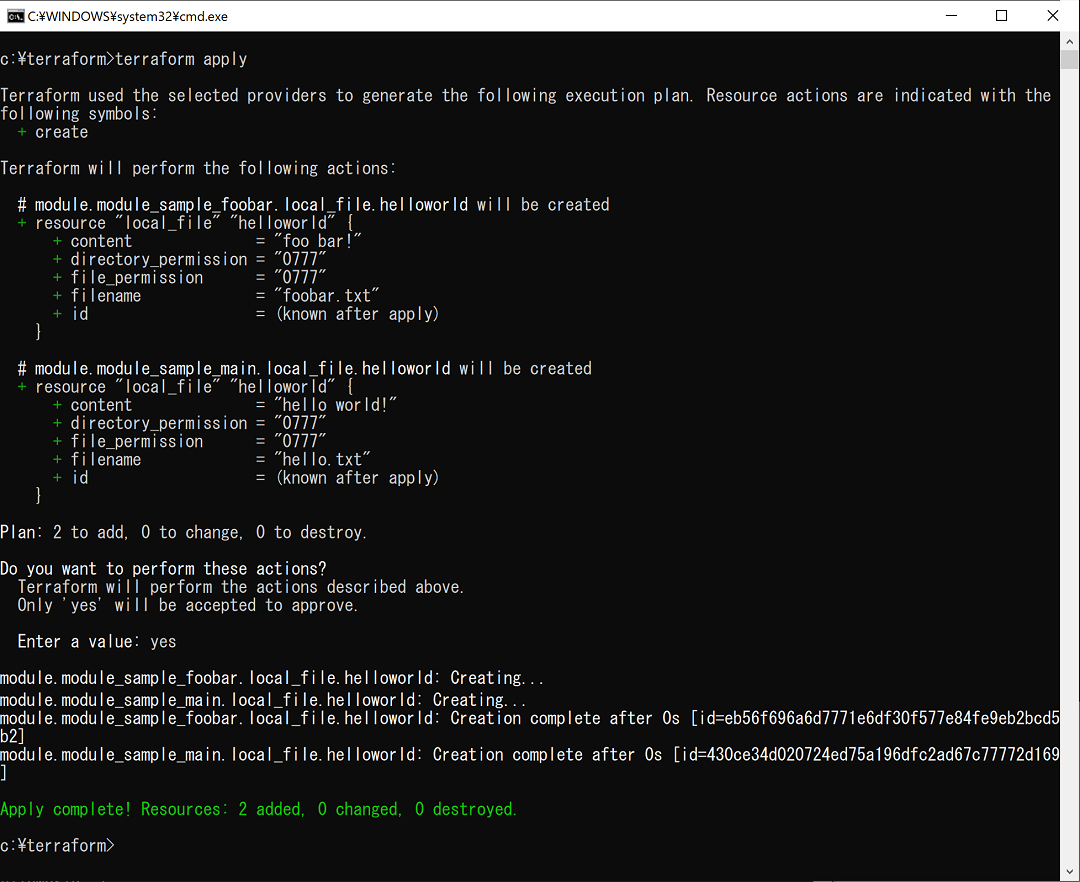 C:¥WINDOWS¥system32¥cmd.exe
c:¥terraform>terraform apply
Terraform used the selected providers to generate the following execution plan. Resource actions are indicated with the
following symbols:
  + create
Terraform will perform the following actions:
  # module.module_sample_foobar.local_file.helloworld will be created
  + resource "local_file" "helloworld" {
      + content              = "foo bar!"
      + directory_permission = "0777"
      + file_permission      = "0777"
      + filename             = "foobar.txt"
      + id                   = (known after apply)
    }
  # module.module_sample_main.local_file.helloworld will be created
  + resource "local_file" "helloworld" {
      + content              = "hello world!"
      + directory_permission = "0777"
      + file_permission      = "0777"
      + filename             = "hello.txt"
      + id                   = (known after apply)
    }
Plan: 2 to add, 0 to change, 0 to destroy.
Do you want to perform these actions?
  Terraform will perform the actions described above.
  Only 'yes' will be accepted to approve.
  Enter a value: yes
module.module_sample_foobar.local_file.helloworld: Creating...
module.module_sample_main.local_file.helloworld: Creating...
module.module_sample_foobar.local_file.helloworld: Creation complete after 0s [id=eb56f696a6d7771e6df30f577e84fe9eb2bcd5
b2]
module.module_sample_main.local_file.helloworld: Creation complete after 0s [id=430ce34d020724ed75a196dfc2ad67c77772d169
]
Apply complete! Resources: 2 added, 0 changed, 0 destroyed.
c:¥terraform>